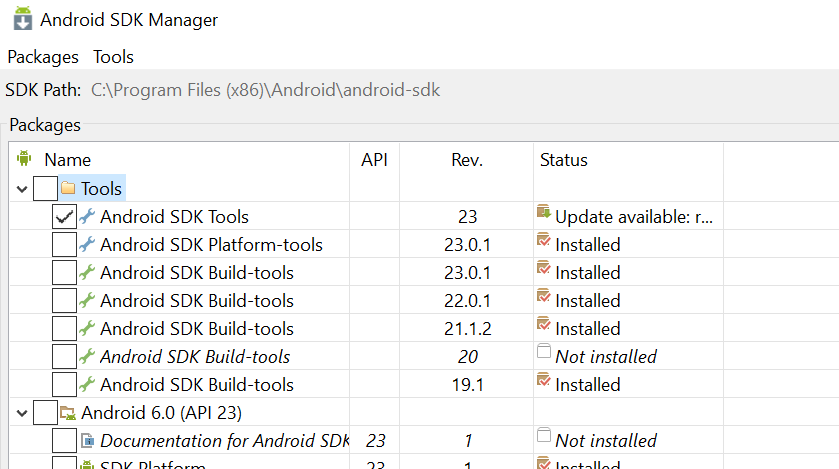 Android SDK Manager
Packages Tools
SDK Path: C:\Program Files (x86)\Android\android-sdk
Packages
Name API Rev. Status
Tools
Android SDK Tools 23 Update available: r...
Android SDK Platform-tools 23.0.1 Installed
Android SDK Build-tools 23.0.1 Installed
Android SDK Build-tools 22.0.1 Installed
Android SDK Build-tools 21.1.2 Installed
Android SDK Build-tools 20 Not installed
Android SDK Build-tools 19.1 Installed
Android 6.0 (API 23)
Documentation for Android SDK 23 1 Not installed
SDK Platform 23 1 Installed